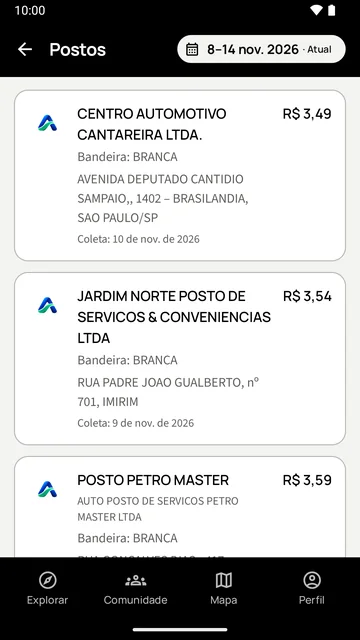 10:00
Postos
8–14 nov. 2026 · Atual
CENTRO AUTOMOTIVO
CANTAREIRA LTDA.
R$ 3,49
Bandeira: BRANCA
AVENIDA DEPUTADO CANTIDIO
SAMPAIO,, 1402 – BRASILANDIA,
SAO PAULO/SP
Coleta: 10 de nov. de 2026
JARDIM NORTE POSTO DE
SERVICOS & CONVENIENCIAS
LTDA
R$ 3,54
Bandeira: BRANCA
RUA PADRE JOAO GUALBERTO, nº
701, IMIRIM
Coleta: 9 de nov. de 2026
POSTO PETRO MASTER
R$ 3,59
AUTO POSTO DE SERVICOS PETRO
MASTER LTDA
Bandeira: BRANCA
Explorar
Comunidade
Mapa
Perfil